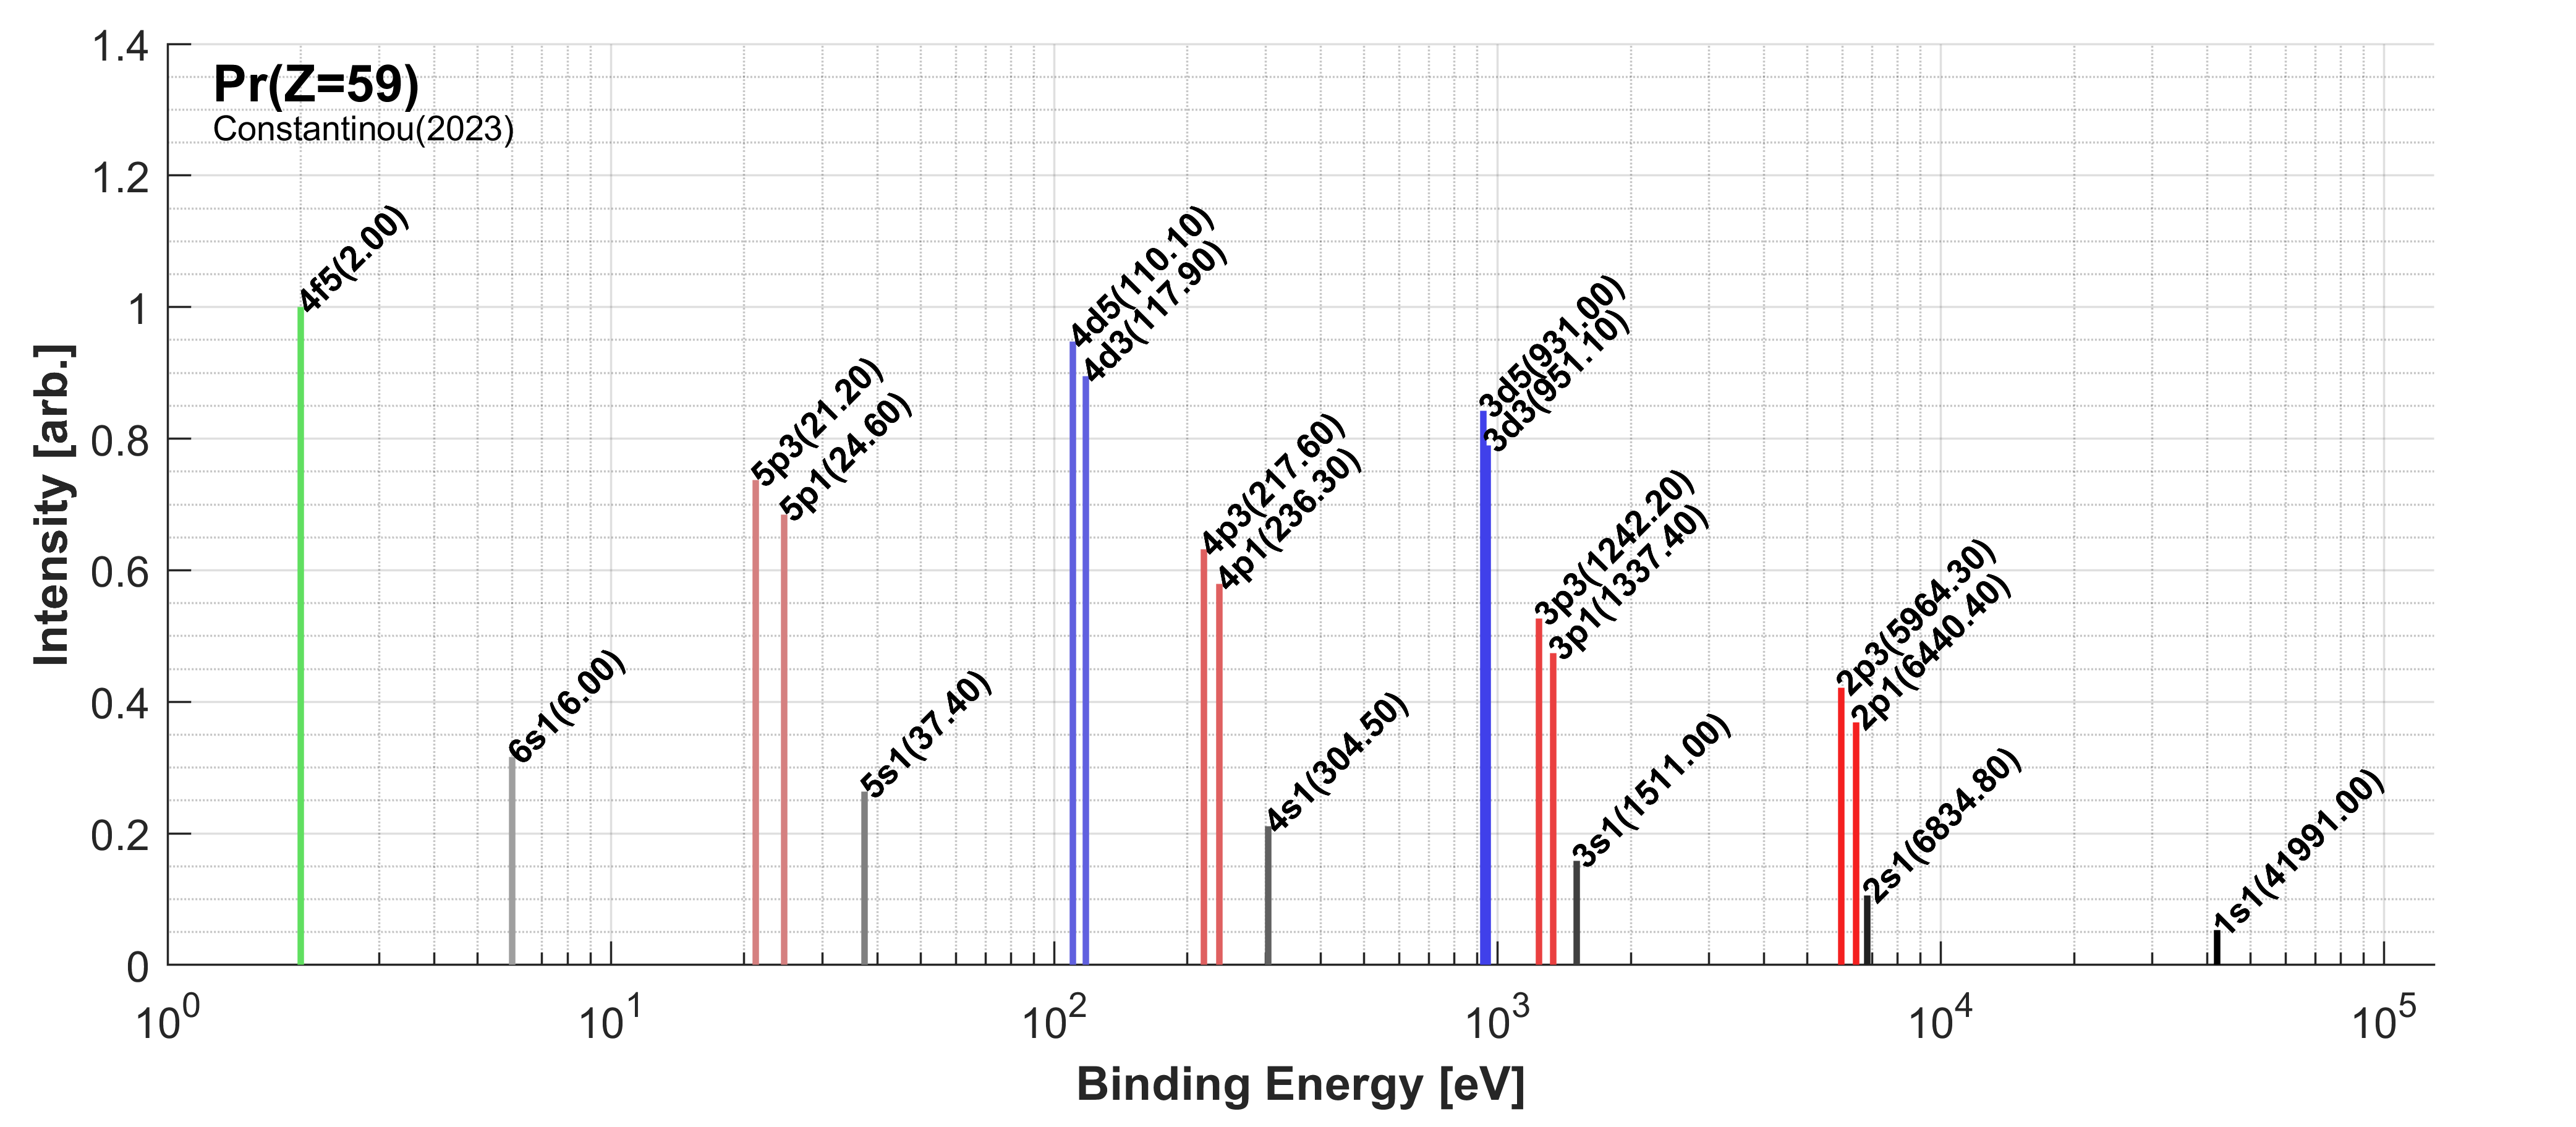 Pr(Z=59)
Constantinou(2023)
Intensity [arb.]
1.4
1.2
1
0.8
0.6
0.4
0.2
0
4f5(2.00)
6s1(6.00)
5p3(21.20)
5p1(24.60)
5s1(37.40)
4d5(110.10)
4d3(117.90)
4p3(217.60)
4p1(236.30)
4s1(304.50)
3d5(931.00)
3d3(951.10)
3p3(1242.20)
3p1(1337.40)
3s1(1511.00)
2p3(5964.30)
2p1(6440.40)
2s1(6834.80)
1s1(41991.00)
10^0 10^1 10^2 10^3 10^4 10^5
Binding Energy [eV]